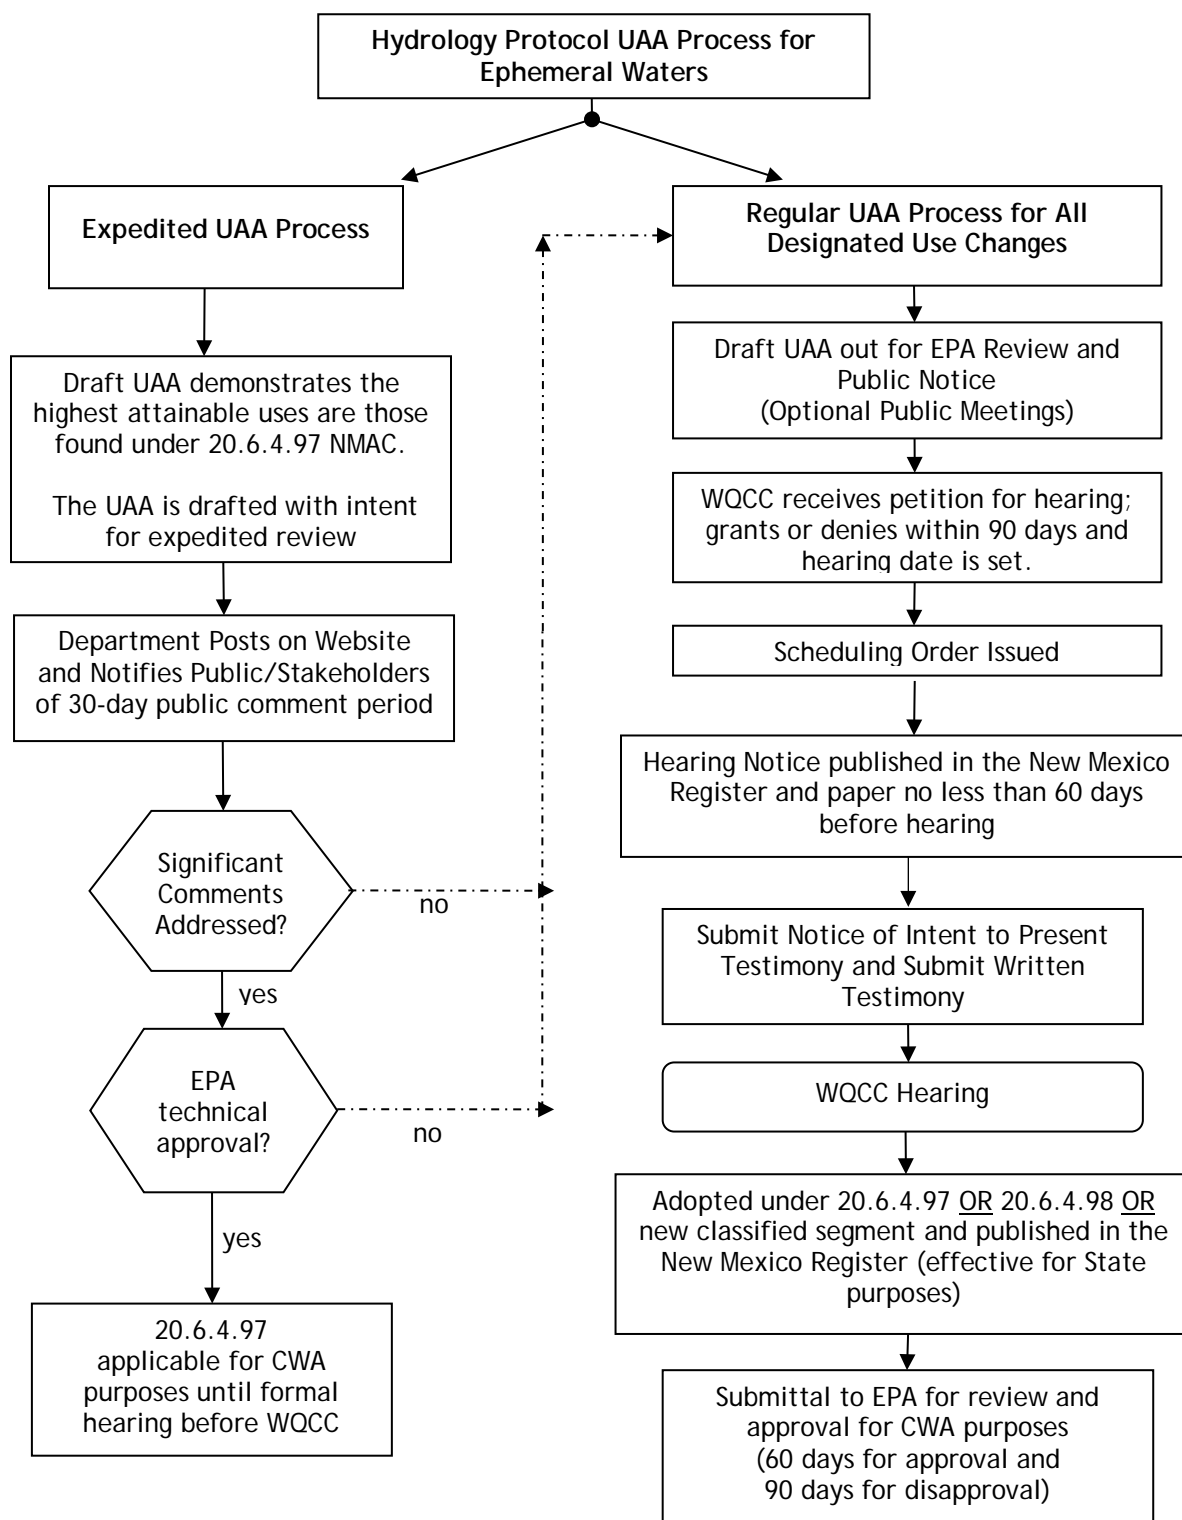 Hydrology Protocol UAA Process for
Ephemeral Waters
Expedited UAA Process
Draft UAA demonstrates the
highest attainable uses are those
found under 20.6.4.97 NMAC.
The UAA is drafted with intent
for expedited review
Department Posts on Website
and Notifies Public/Stakeholders
of 30-day public comment period
Significant
Comments
Addressed?
no
yes
EPA
technical
approval?
no
yes
20.6.4.97
applicable for CWA
purposes until formal
hearing before WQCC
Regular UAA Process for All
Designated Use Changes
Draft UAA out for EPA Review and
Public Notice
(Optional Public Meetings)
WQCC receives petition for hearing;
grants or denies within 90 days and
hearing date is set.
Scheduling Order Issued
Hearing Notice published in the New Mexico
Register and paper no less than 60 days
before hearing
Submit Notice of Intent to Present
Testimony and Submit Written
Testimony
WQCC Hearing
Adopted under 20.6.4.97 OR 20.6.4.98 OR
new classified segment and published in the
New Mexico Register (effective for State
purposes)
Submittal to EPA for review and
approval for CWA purposes
(60 days for approval and
90 days for disapproval)